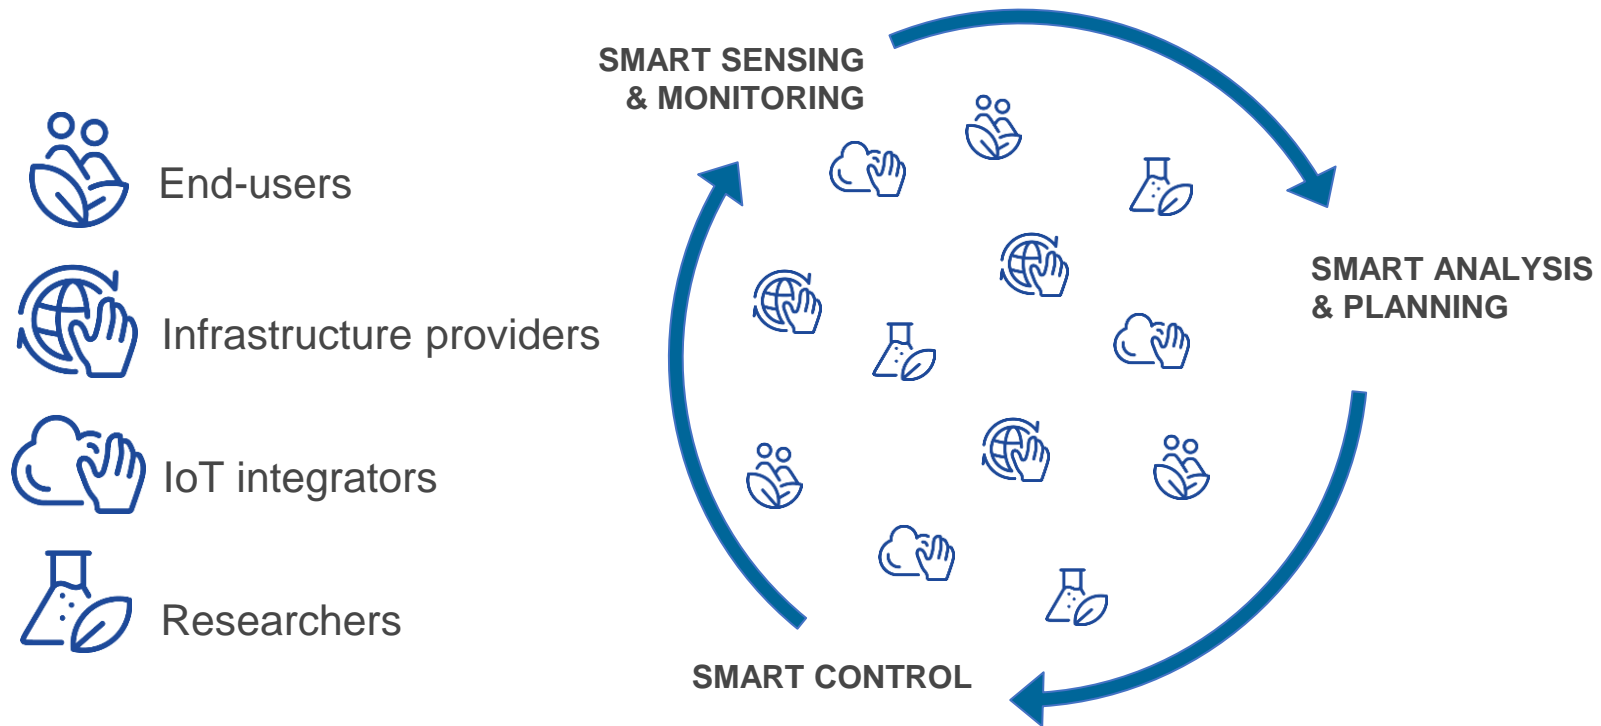 End-users
Infrastructure providers
IoT integrators
Researchers
SMART SENSING
& MONITORING
SMART ANALYSIS
& PLANNING
SMART CONTROL